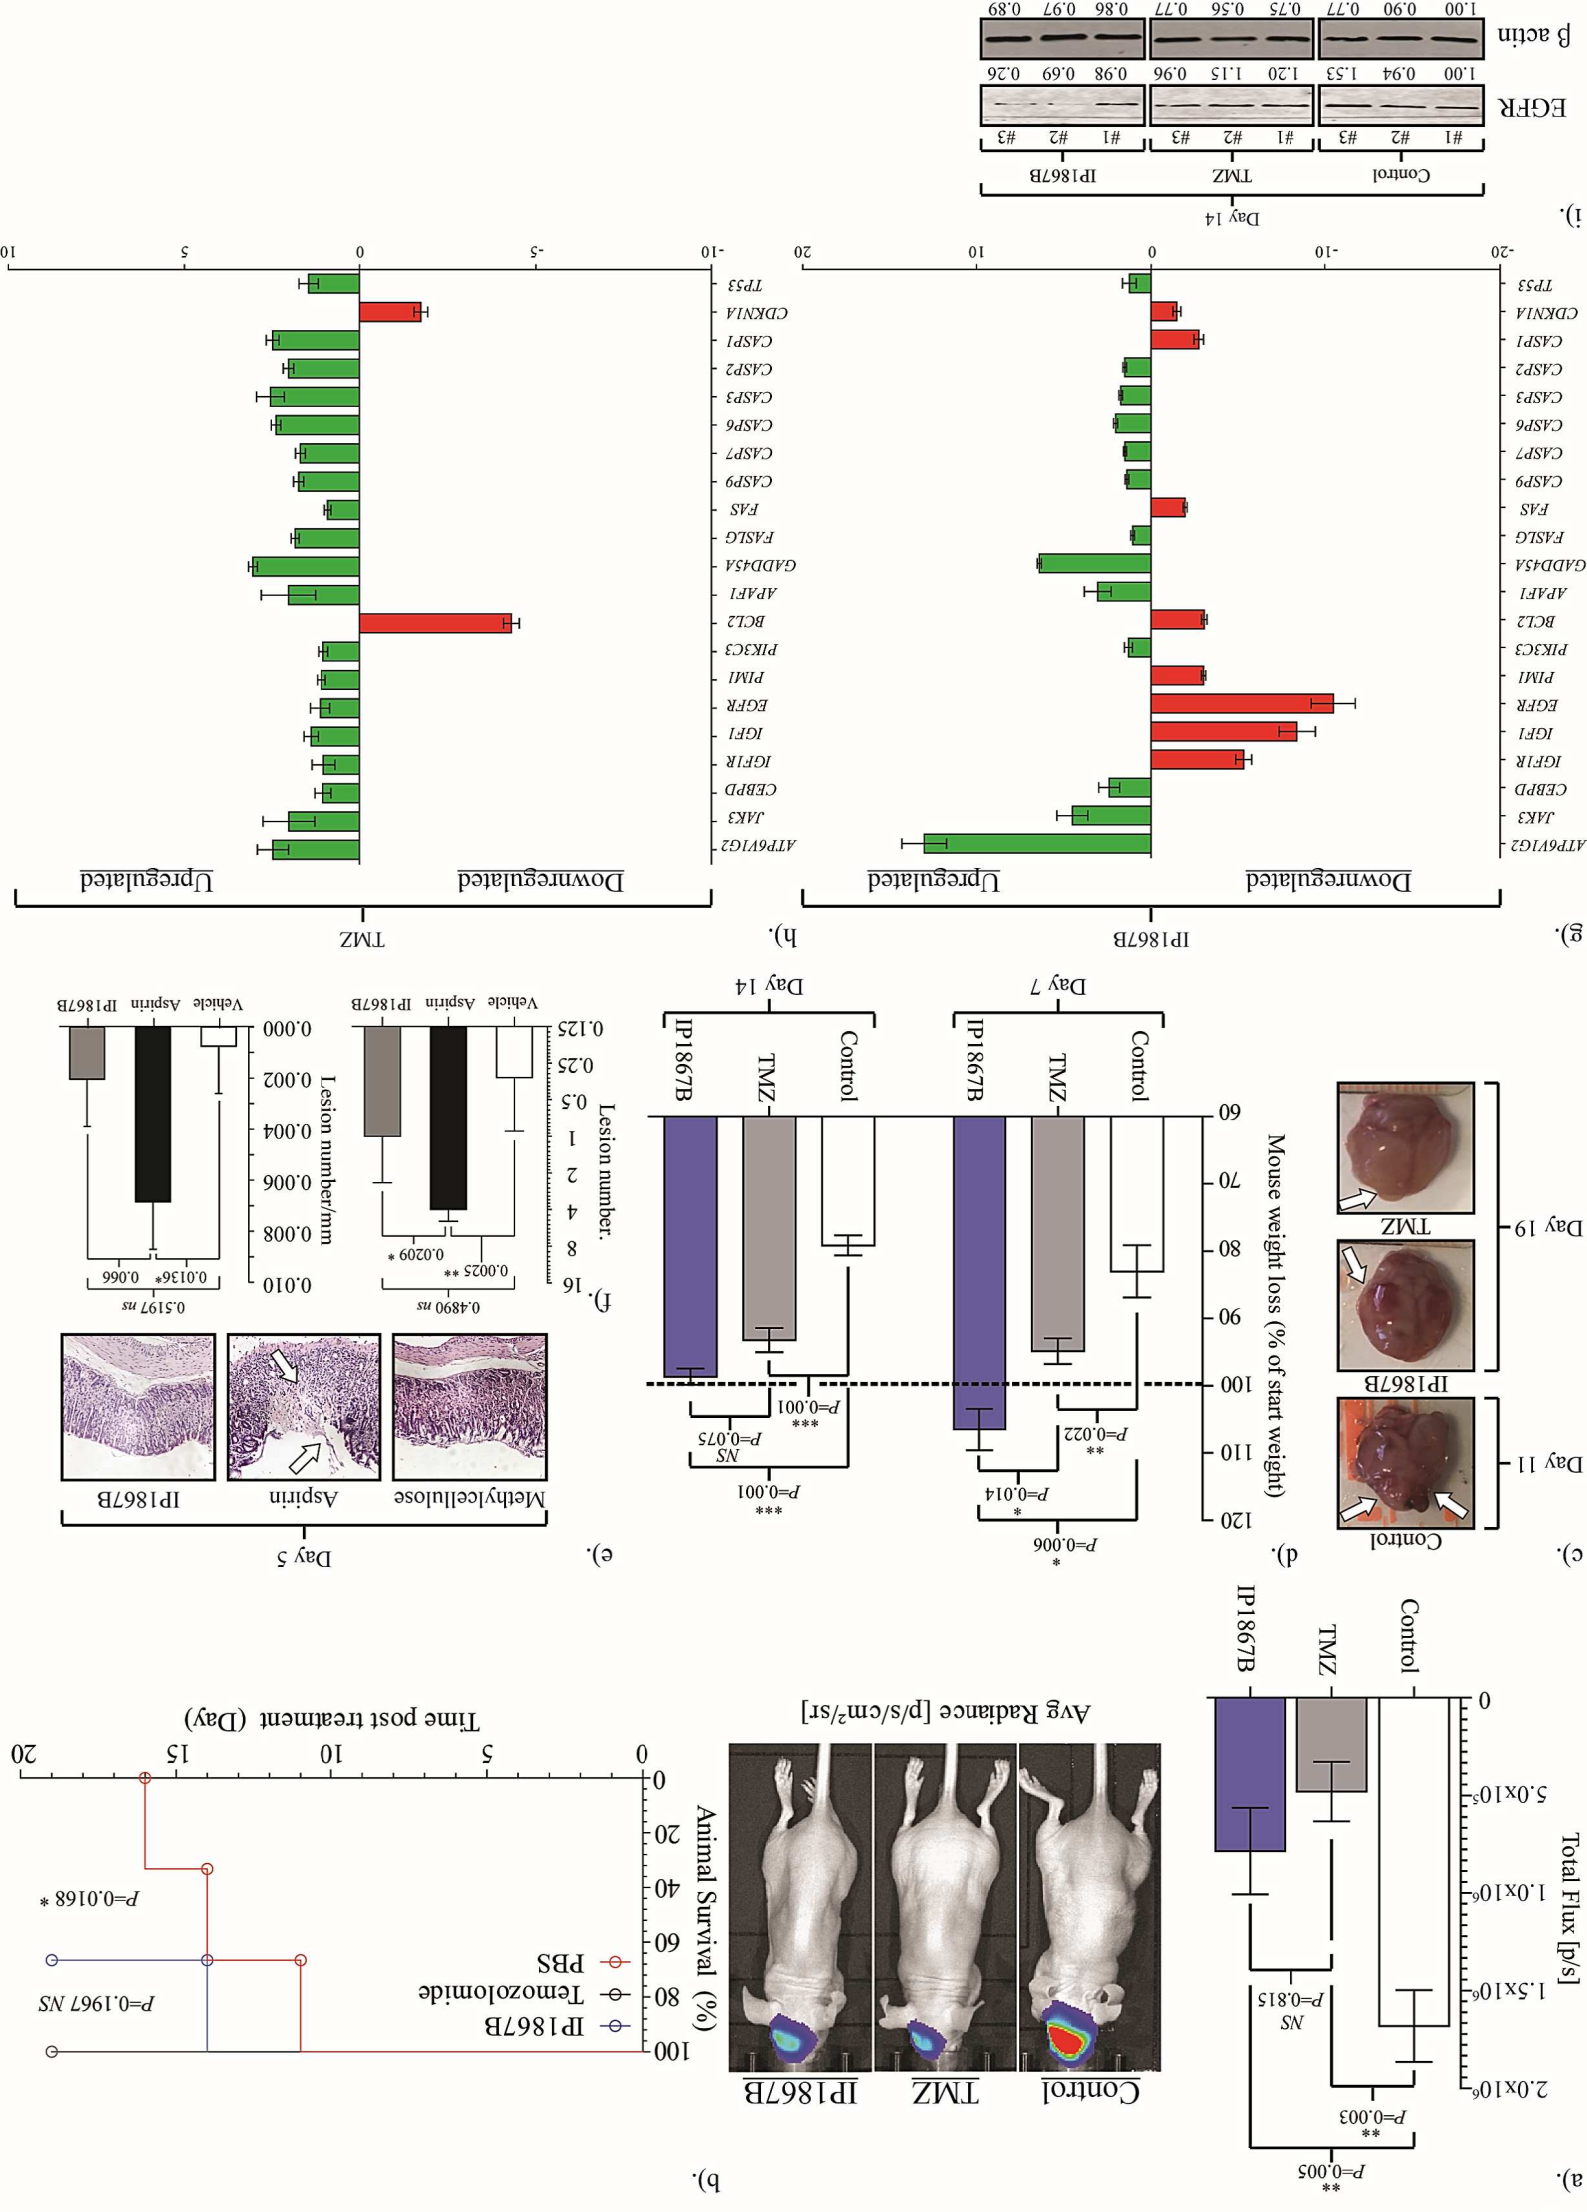 a).
**
P=0.005
**
P=0.003
NS
P=0.815
Total Flux [p/s]
2.0x10⁶
1.5x10⁶
1.0x10⁶
5.0x10⁵
0
Control
TMZ
IP1867B
Control
TMZ
IP1867B
Avg Radiance [p/s/cm²/sr]
b).
Animal Survival (%)
100
80
60
40
20
0
IP1867B
Temozolomide
PBS
P=0.1967 NS
P=0.0168 *
0
5
10
15
20
Time post treatment (Day)
c).
Control
Day 11
IP1867B
TMZ
Day 19
d).
Mouse weight loss (% of start weight)
120
110
100
90
80
70
60
*
P=0.006
*
P=0.014
**
P=0.022
***
P=0.001
NS
P=0.075
***
P=0.001
Control
TMZ
IP1867B
Day 7
Control
TMZ
IP1867B
Day 14
e).
Day 5
Methylcellulose
Aspirin
IP1867B
f).
Lesion number.
16
8
4
2
1
0.5
0.25
0.125
0.4890 ns
0.0025 **
0.0209 *
Vehicle
Aspirin
IP1867B
Lesion number/mm
0.010
0.008
0.006
0.004
0.002
0.000
0.5197 ns
0.0136*
0.066
Vehicle
Aspirin
IP1867B
g).
IP1867B
Downregulated
Upregulated
ATP6V1G2
JAK3
CEBPD
IGF1R
IGF1
EGFR
PIM1
PIK3C3
BCL2
APAF1
GADD45A
FASLG
FAS
CASP9
CASP7
CASP6
CASP3
CASP2
CASP1
CDKN1A
TP53
-20
-10
0
10
20
h).
TMZ
Downregulated
Upregulated
ATP6V1G2
JAK3
CEBPD
IGF1R
IGF1
EGFR
PIM1
PIK3C3
BCL2
APAF1
GADD45A
FASLG
FAS
CASP9
CASP7
CASP6
CASP3
CASP2
CASP1
CDKN1A
TP53
-10
-5
0
5
10
i).
Day 14
Control
TMZ
IP1867B
#1 #2 #3 #1 #2 #3 #1 #2 #3
EGFR
1.00 0.94 1.53 1.20 1.15 0.96 0.98 0.69 0.26
β actin
1.00 0.90 0.77 0.75 0.56 0.77 0.86 0.97 0.89